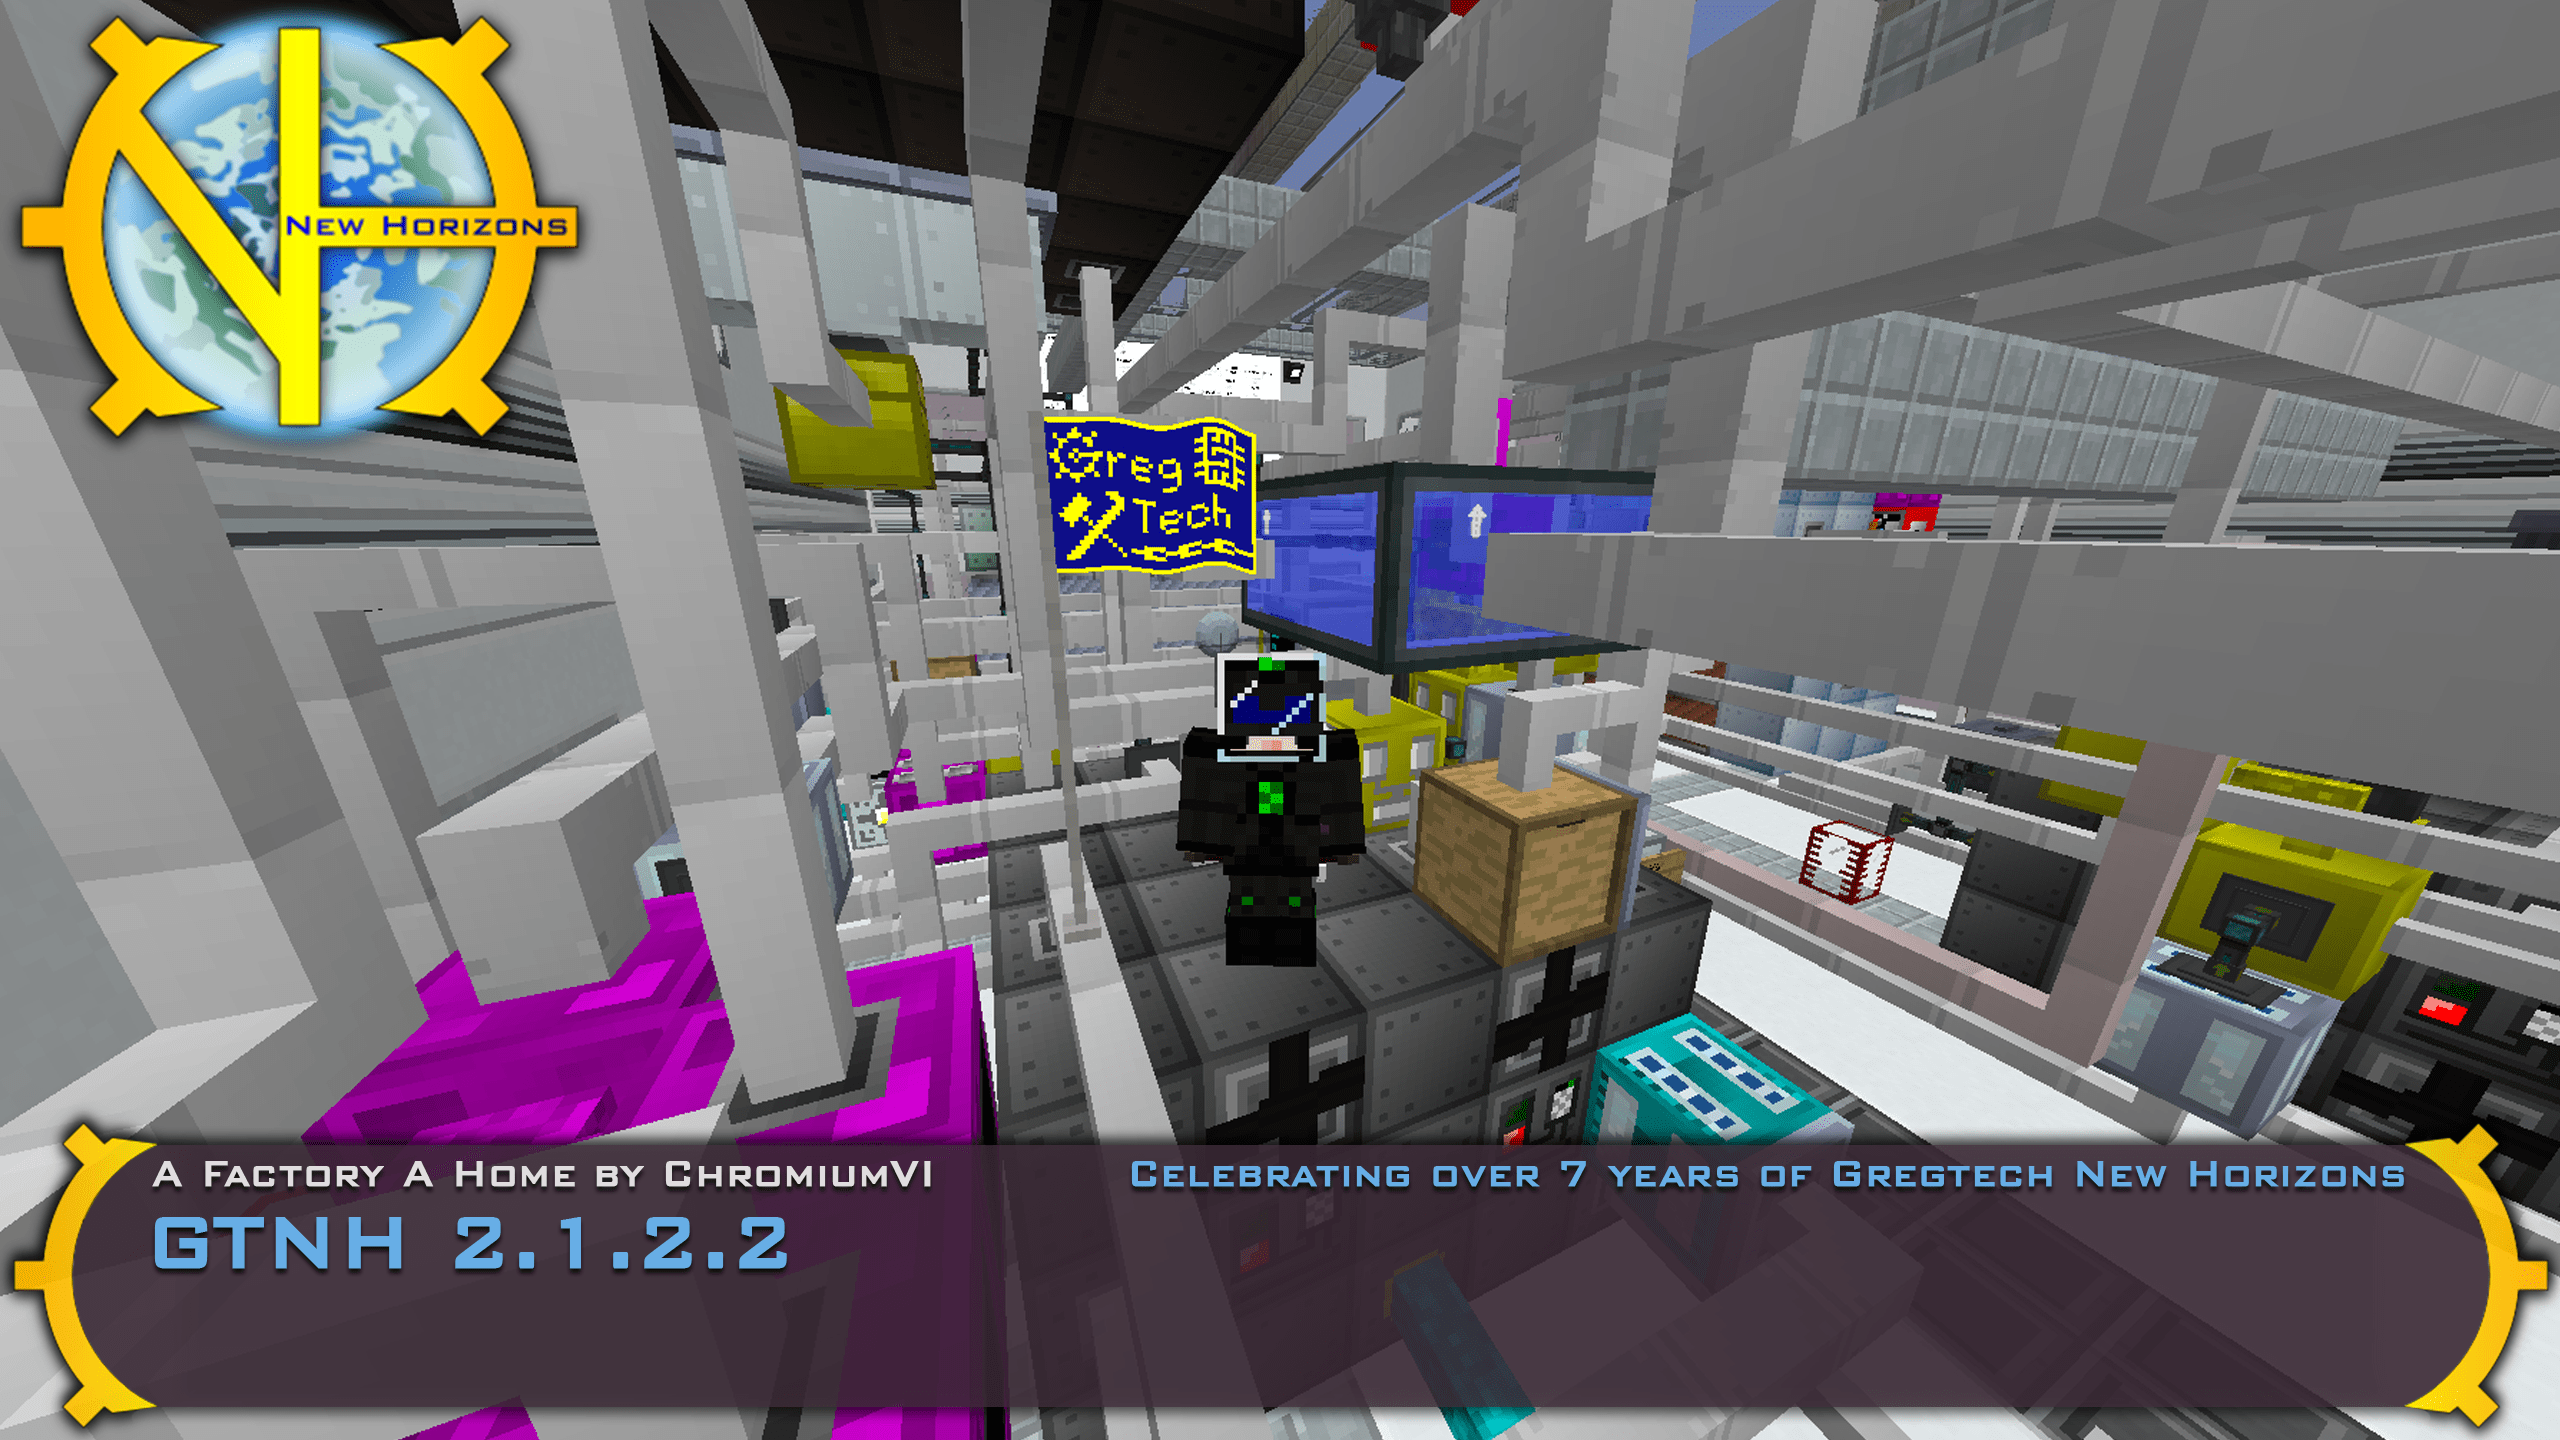 New Horizons
Greg
Tech
A Factory A Home by ChromiumVI
Celebrating over 7 years of Gregtech New Horizons
GTNH 2.1.2.2